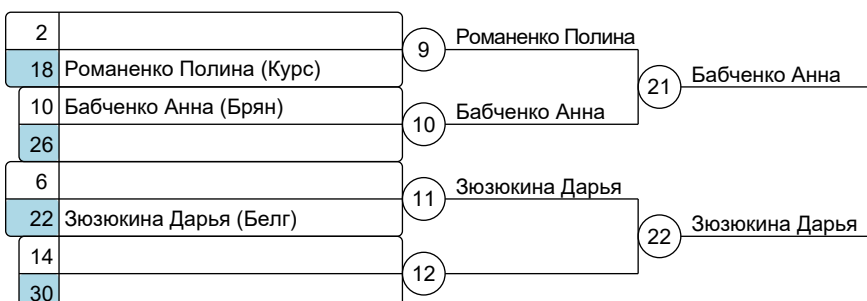 2
9
Романенко Полина
18 Романенко Полина (Курс)
21
Бабченко Анна
10 Бабченко Анна (Брян)
10
Бабченко Анна
26
6
11
Зюзюкина Дарья
22 Зюзюкина Дарья (Белг)
22
Зюзюкина Дарья
14
12
30